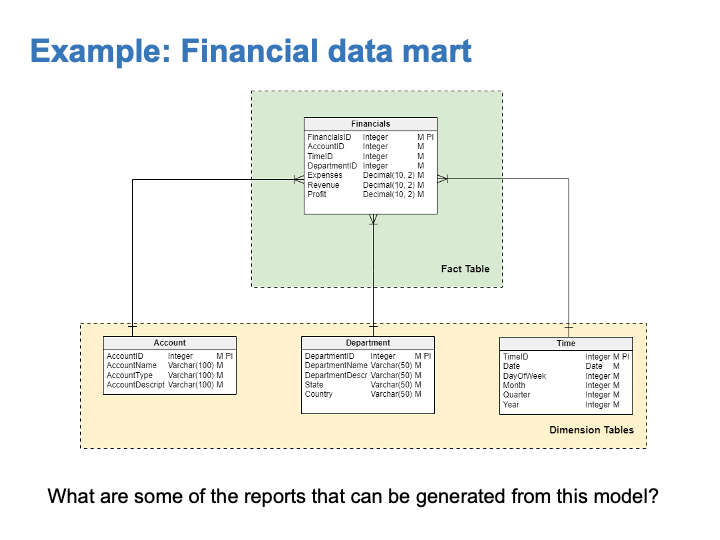 Example: Financial data mart
Financials
FinancialsID Integer M PI
AccountID Integer M
TimeID Integer M
DepartmentID Integer M
Expenses Decimal(10, 2) M
Revenue Decimal(10, 2) M
Profit Decimal(10, 2) M
Fact Table
Account
AccountID Integer M PI
AccountName Varchar(100) M
AccountType Varchar(100) M
AccountDescript Varchar(100) M
Department
DepartmentID Integer M PI
DepartmentName Varchar(50) M
DepartmentDescr Varchar(50) M
State Varchar(50) M
Country Varchar(50) M
Time
TimeID Integer M PI
Date Date M
DayOfWeek Integer M
Month Integer M
Quarter Integer M
Year Integer M
Dimension Tables
What are some of the reports that can be generated from this model?